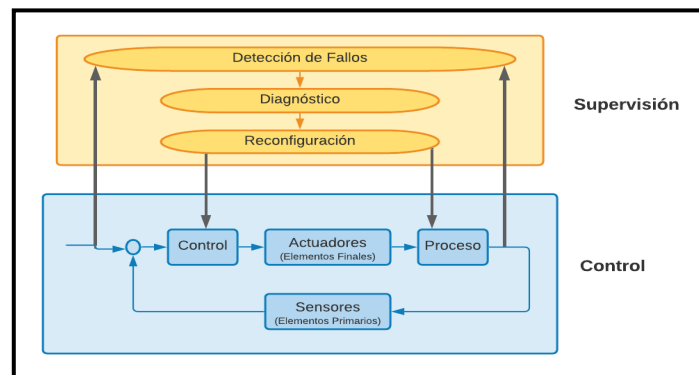 Detección de Fallos
Diagnóstico
Reconfiguración
Supervisión
Control
Actuadores
(Elementos Finales)
Proceso
Control
Sensores
(Elementos Primarios)